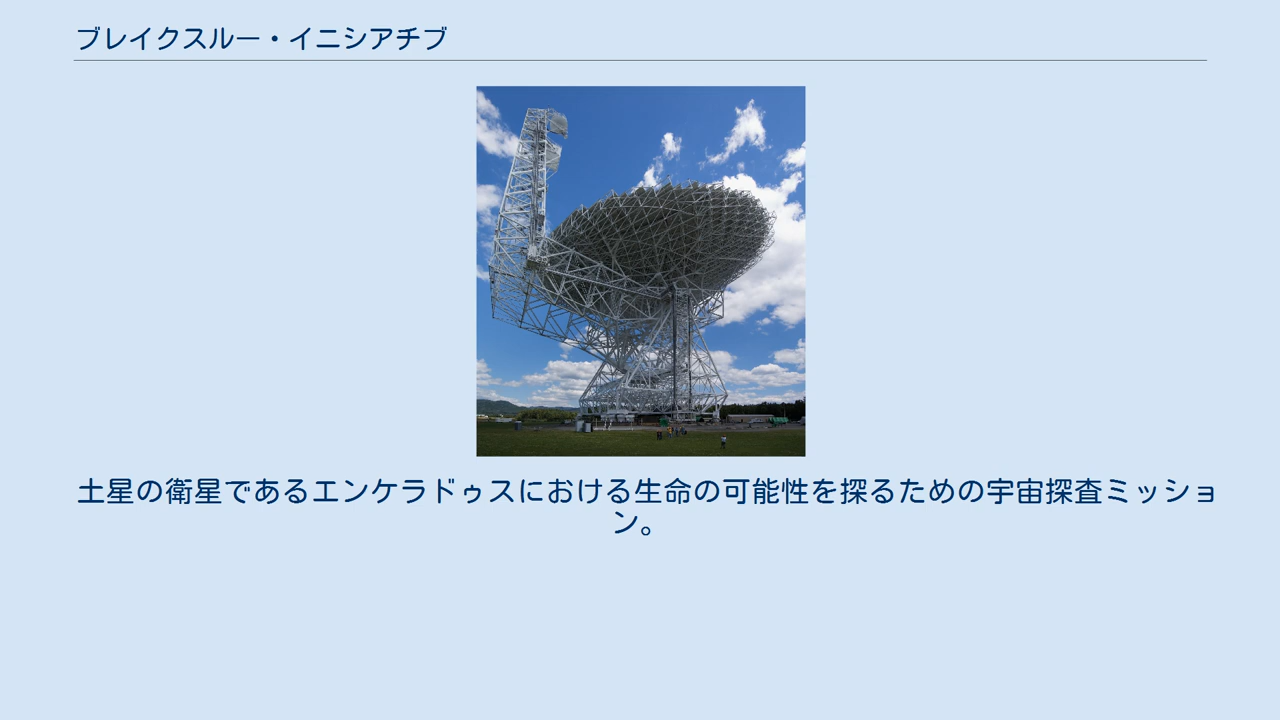 ブレイクスルー・イニシアチブ
土星の衛星であるエンケラドゥスにおける生命の可能性を探るための宇宙探査ミッショ
ン。